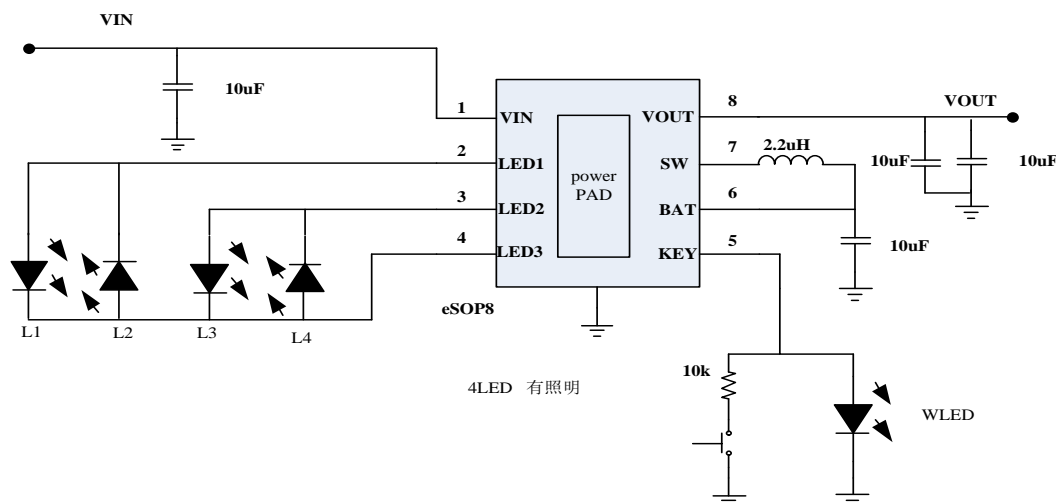 VIN
10uF
1
VIN
2
LED1
3
LED2
4
LED3
power
PAD
VOUT
8
VOUT
SW
7
2.2uH
BAT
6
KEY
5
10uF
10uF
10uF
eSOP8
L1
L2
L3
L4
4LED 有照明
10k
WLED